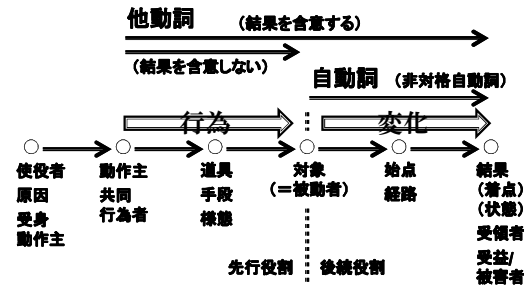 他動詞 （結果を含意する）
（結果を含意しない）
自動詞 （非対格自動詞）
行為 変化
使役者 動作主 道具 対象 始点 結果
原因 共同 手段 （＝被動者） 経路 （着点）
受身 行為者 様態 （状態）
動作主 受領者
受益/
被害者
先行役割 後続役割